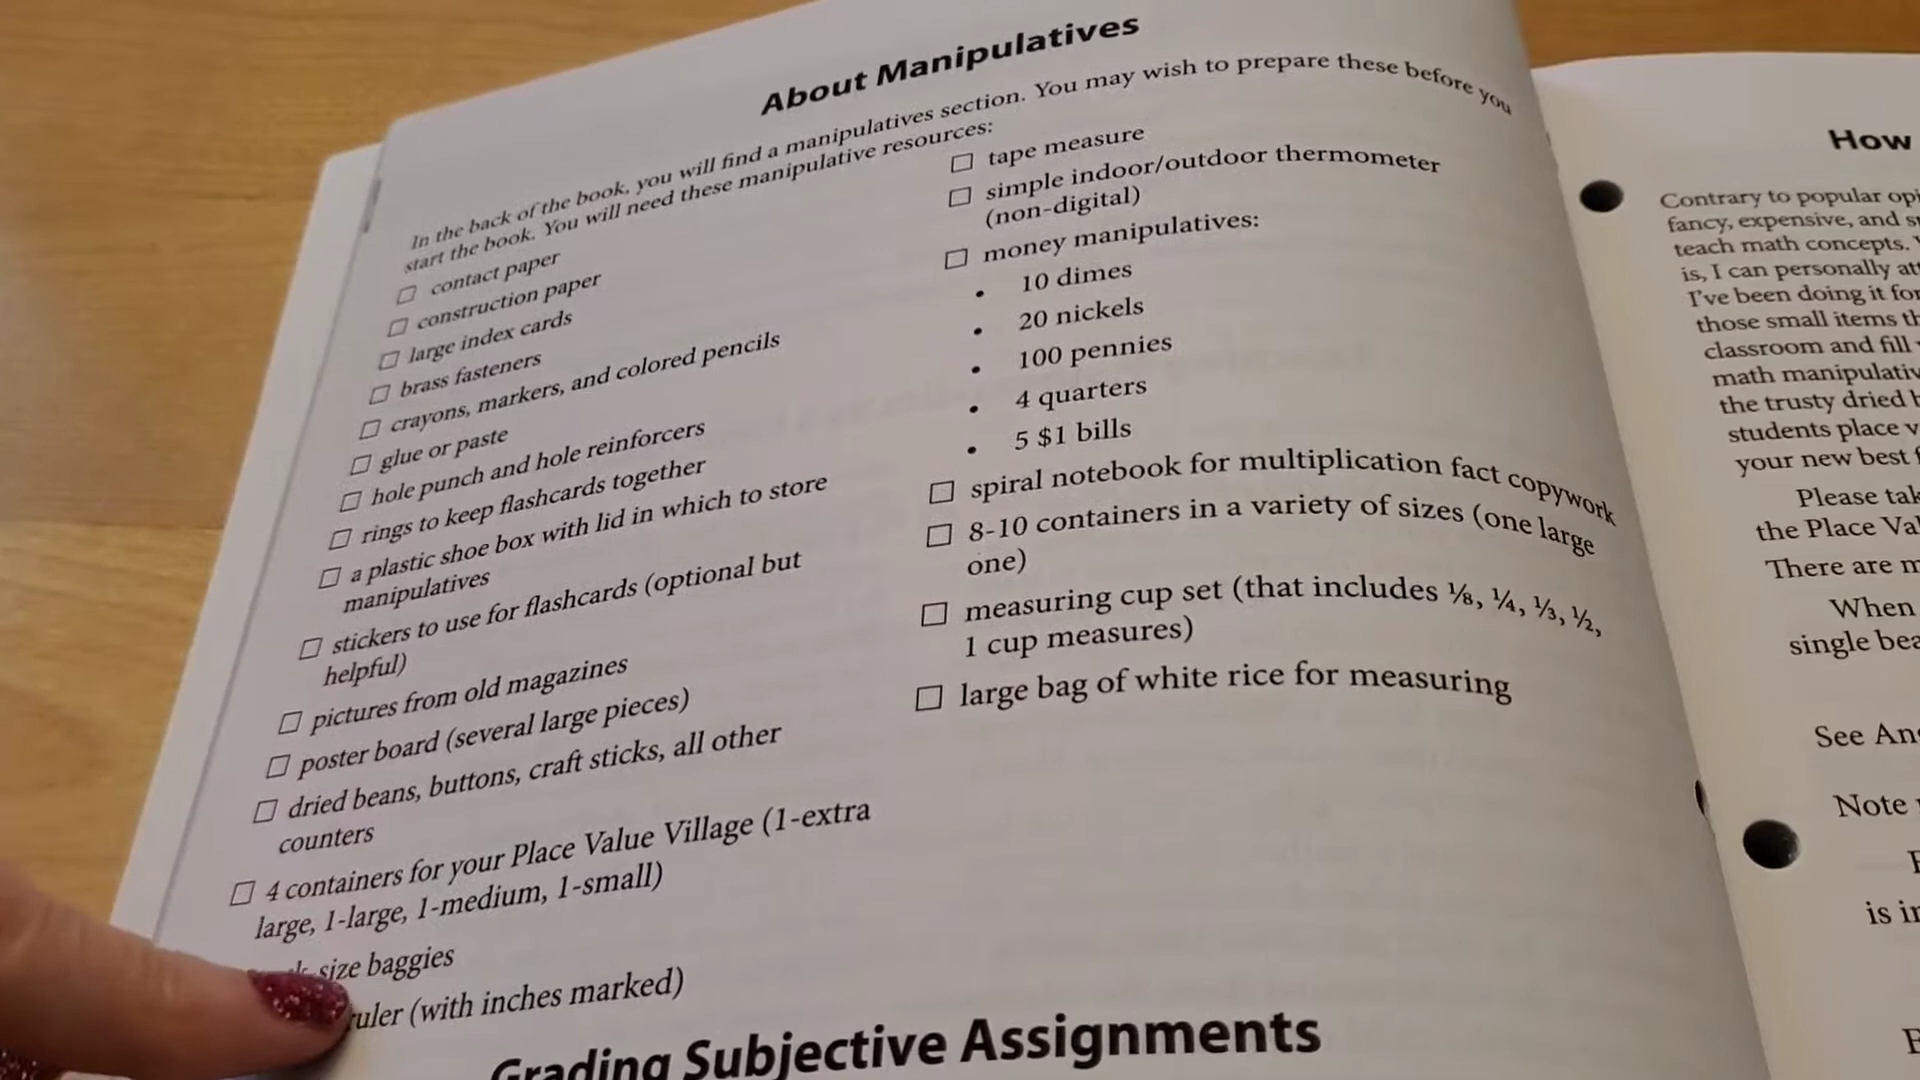 About Manipulatives
In the back of the book, you will find a manipulatives section. You may wish to prepare these before you
start the book. You will need these manipulative resources:
☐ contact paper
☐ construction paper
☐ large index cards
☐ brass fasteners
☐ crayons, markers, and colored pencils
☐ glue or paste
☐ hole punch and hole reinforcers
☐ rings to keep flashcards together
☐ a plastic shoe box with lid in which to store
manipulatives
☐ stickers to use for flashcards (optional but
helpful)
☐ pictures from old magazines
☐ poster board (several large pieces)
☐ dried beans, buttons, craft sticks, all other
counters
☐ 4 containers for your Place Value Village (1-extra
large, 1-large, 1-medium, 1-small)
size baggies
ruler (with inches marked)
☐ tape measure
☐ simple indoor/outdoor thermometer
(non-digital)
☐ money manipulatives:
• 10 dimes
• 20 nickels
• 100 pennies
• 4 quarters
• 5 $1 bills
☐ spiral notebook for multiplication fact copywork
☐ 8-10 containers in a variety of sizes (one large
one)
☐ measuring cup set (that includes ⅛, ¼, ⅓, ½,
1 cup measures)
☐ large bag of white rice for measuring
Grading Subjective Assignments
How
Contrary to popular
fancy, expensive, and
teach math concepts.
is, I can personally
I've been doing it for
those small items
classroom and fill
math
the trusty dried
students place
your new best
Please
the Place
There are
When
single
See
Note
is